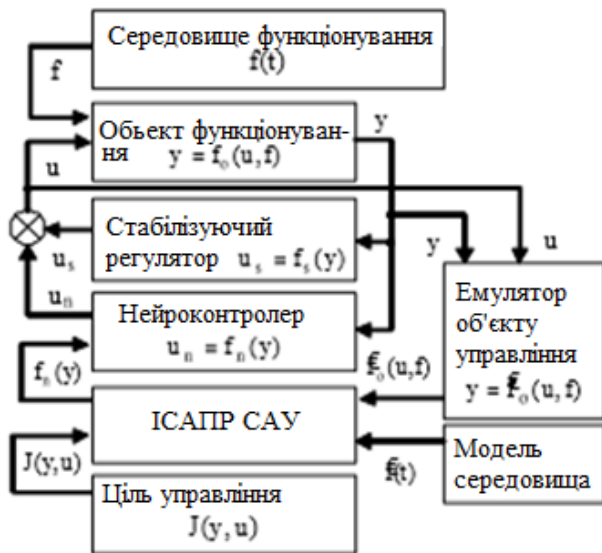 Середовище функціонування
f(t)
f
Обьект функціонуван-
ня y = fₒ(u,f)
y
u
Стабілізуючий
регулятор uₛ = fₛ(y)
uₛ
y
u
uₙ
Нейроконтролер
uₙ = fₙ(y)
Емулятор
об'єкту
управління
y = f̃ₒ(u,f)
fₙ(y)
f̃ₒ(u,f)
ІСАПР САУ
J(y,u)
f̃(t)
Модель
середовища
Ціль управління
J(y,u)